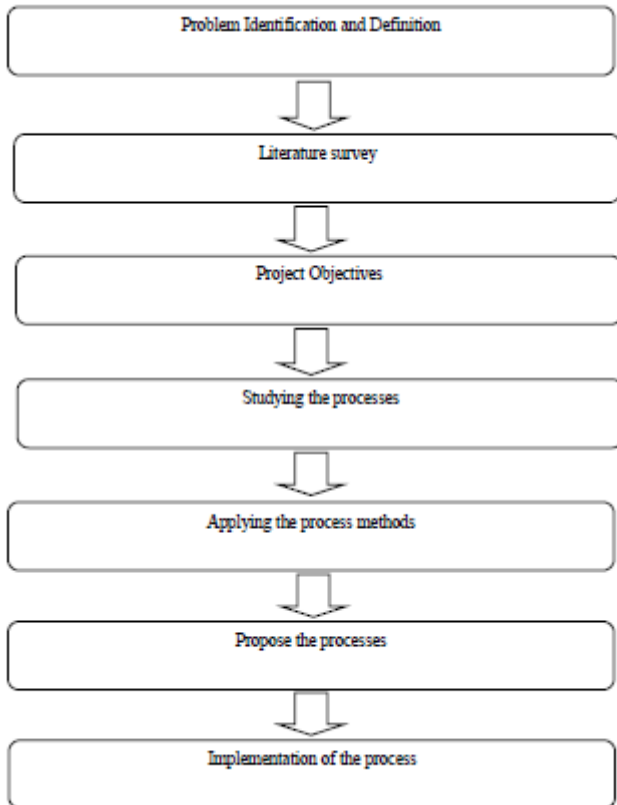 Problem Identification and Definition
Literature survey
Project Objectives
Studying the processes
Applying the process methods
Propose the processes
Implementation of the process